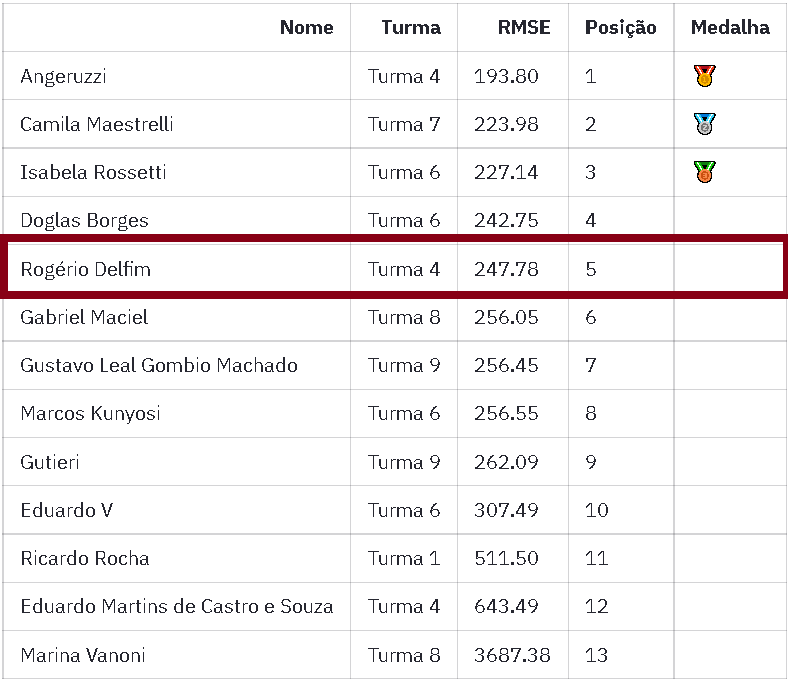 Nome Turma RMSE Posição Medalha
Angeruzzi Turma 4 193.80 1
Camila Maestrelli Turma 7 223.98 2
Isabela Rossetti Turma 6 227.14 3
Doglas Borges Turma 6 242.75 4
Rogério Delfim Turma 4 247.78 5
Gabriel Maciel Turma 8 256.05 6
Gustavo Leal Gombio Machado Turma 9 256.45 7
Marcos Kunyosi Turma 6 256.55 8
Gutieri Turma 9 262.09 9
Eduardo V Turma 6 307.49 10
Ricardo Rocha Turma 1 511.50 11
Eduardo Martins de Castro e Souza Turma 4 643.49 12
Marina Vanoni Turma 8 3687.38 13